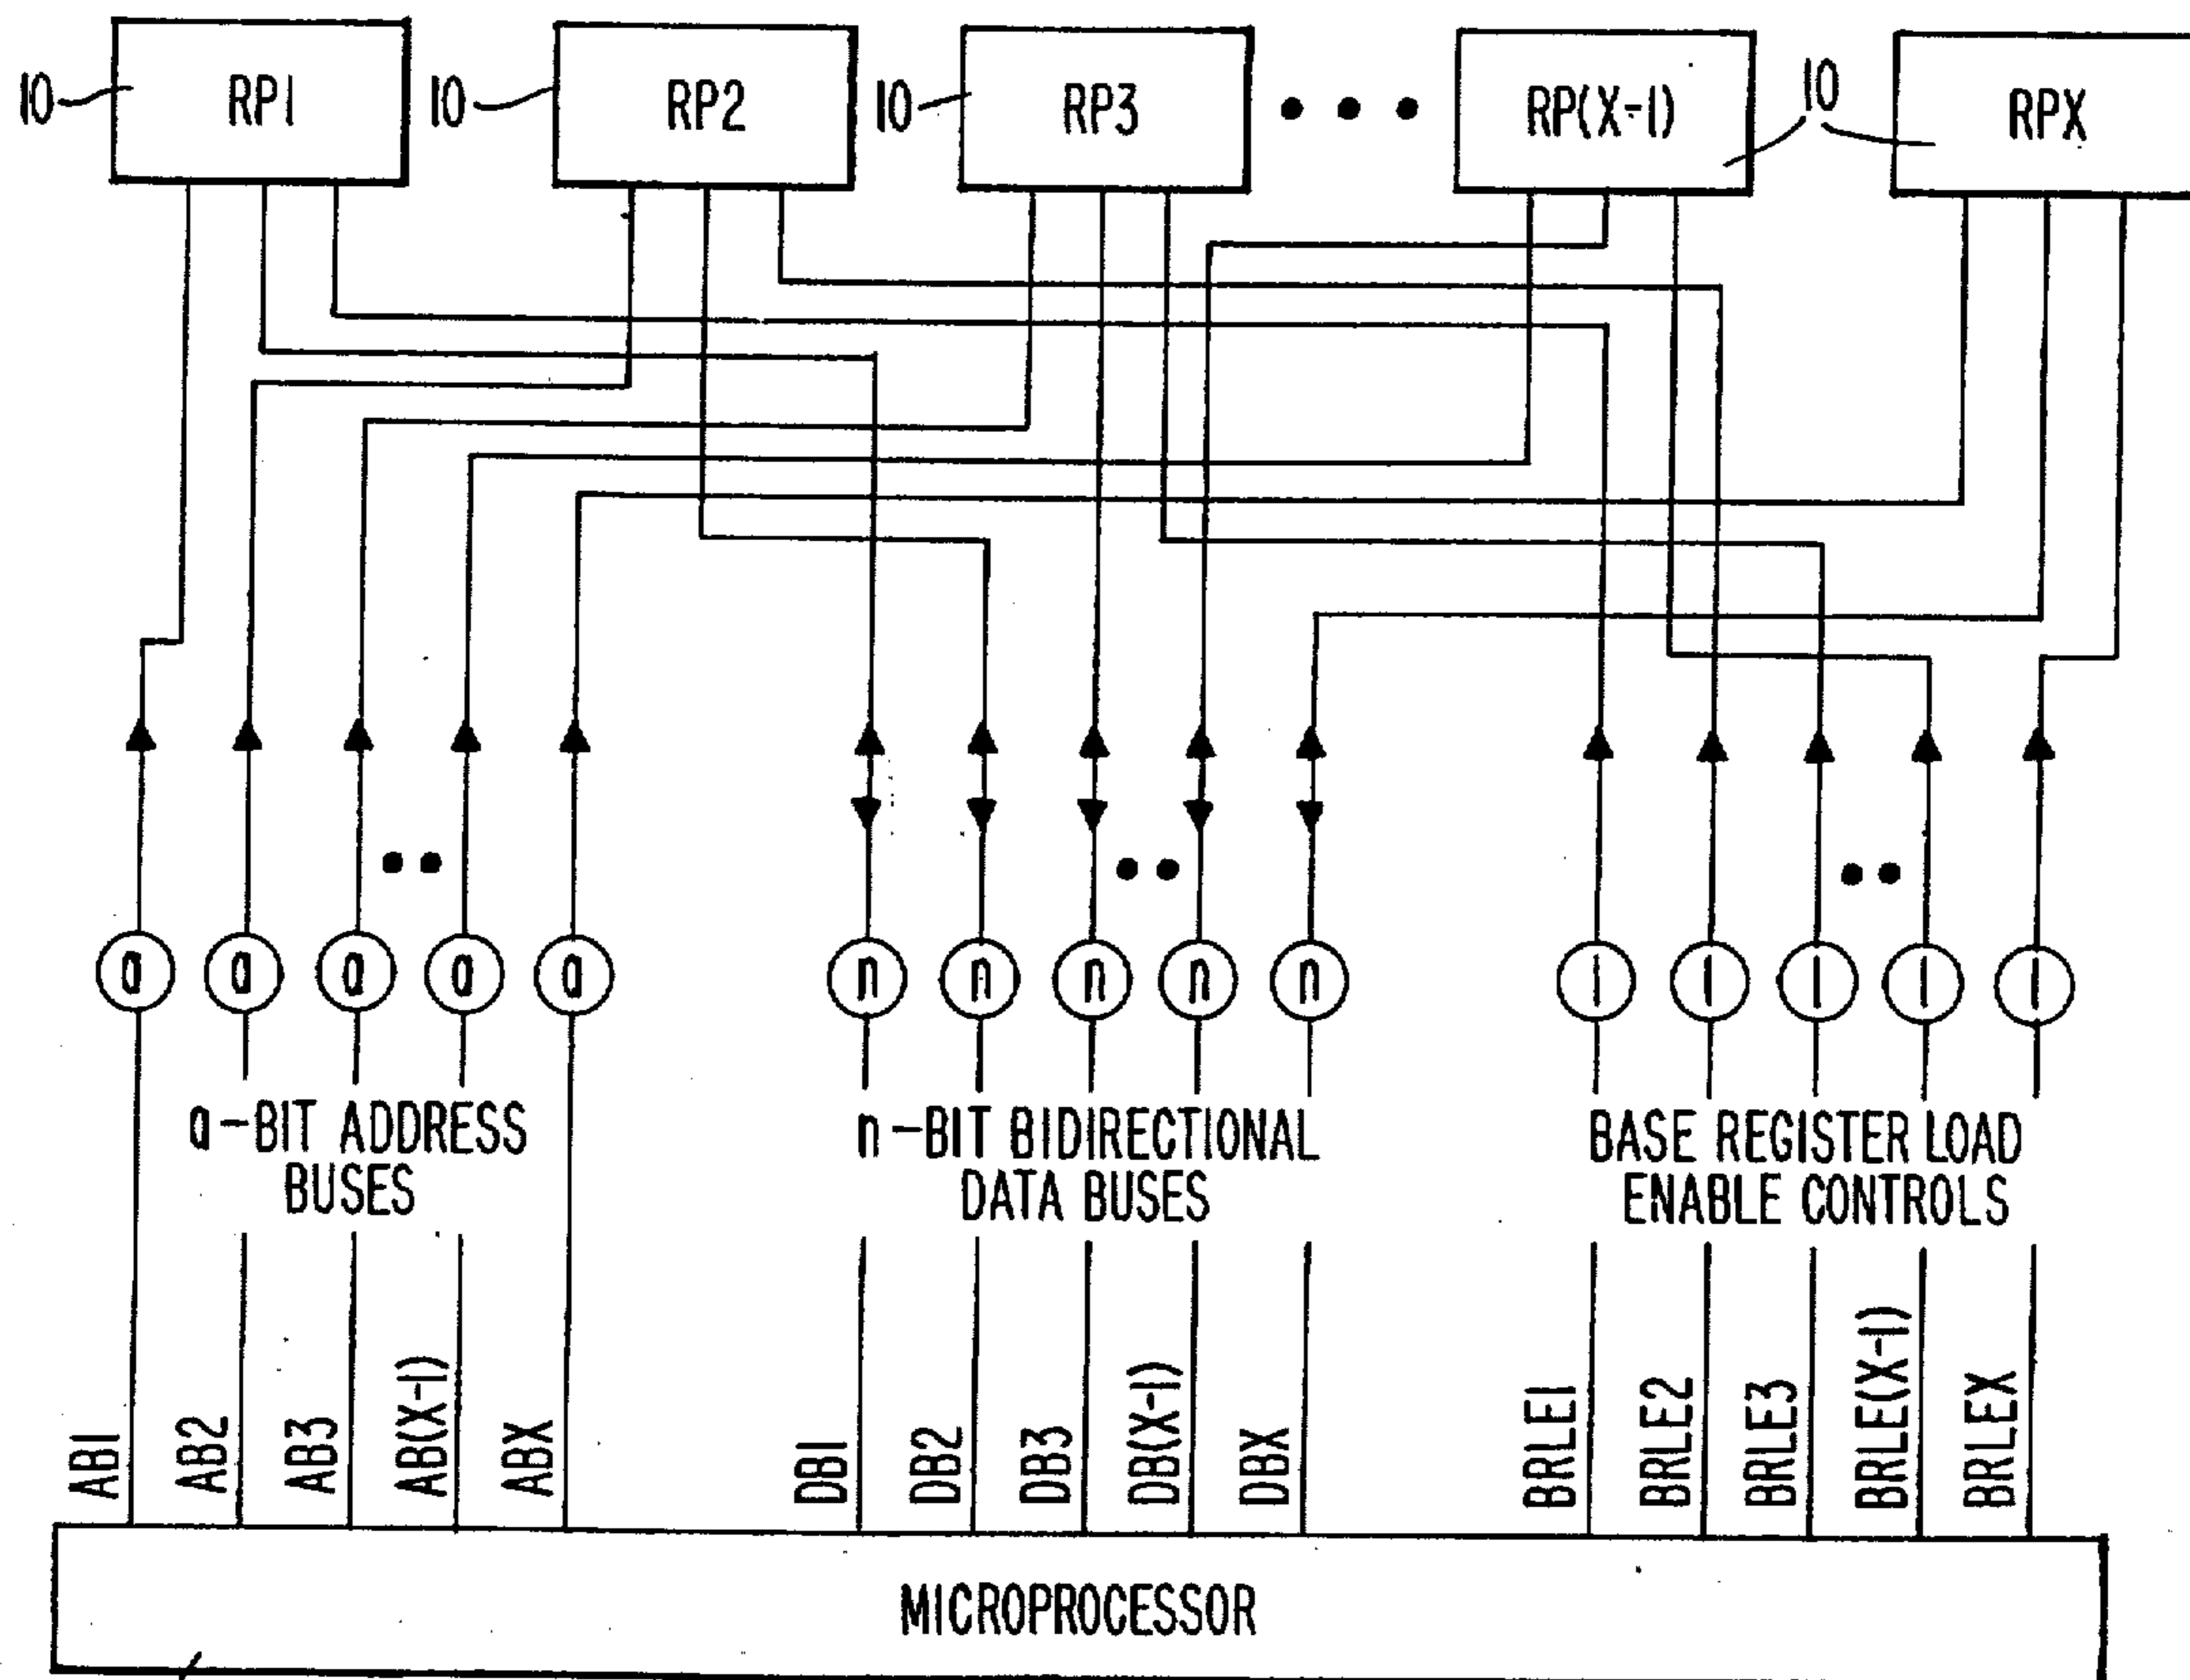 10 RP1 10 RP2 10 RP3 RP(X-1) 10 RPX
a a a a a n n n n n 1 1 1 1 1
a-BIT ADDRESS
BUSES
n-BIT BIDIRECTIONAL
DATA BUSES
BASE REGISTER LOAD
ENABLE CONTROLS
AB1
AB2
AB3
AB(X-1)
ABX
DB1
DB2
DB3
DB(X-1)
DBX
BRLE1
BRLE2
BRLE3
BRLE(X-1)
BRLEX
MICROPROCESSOR